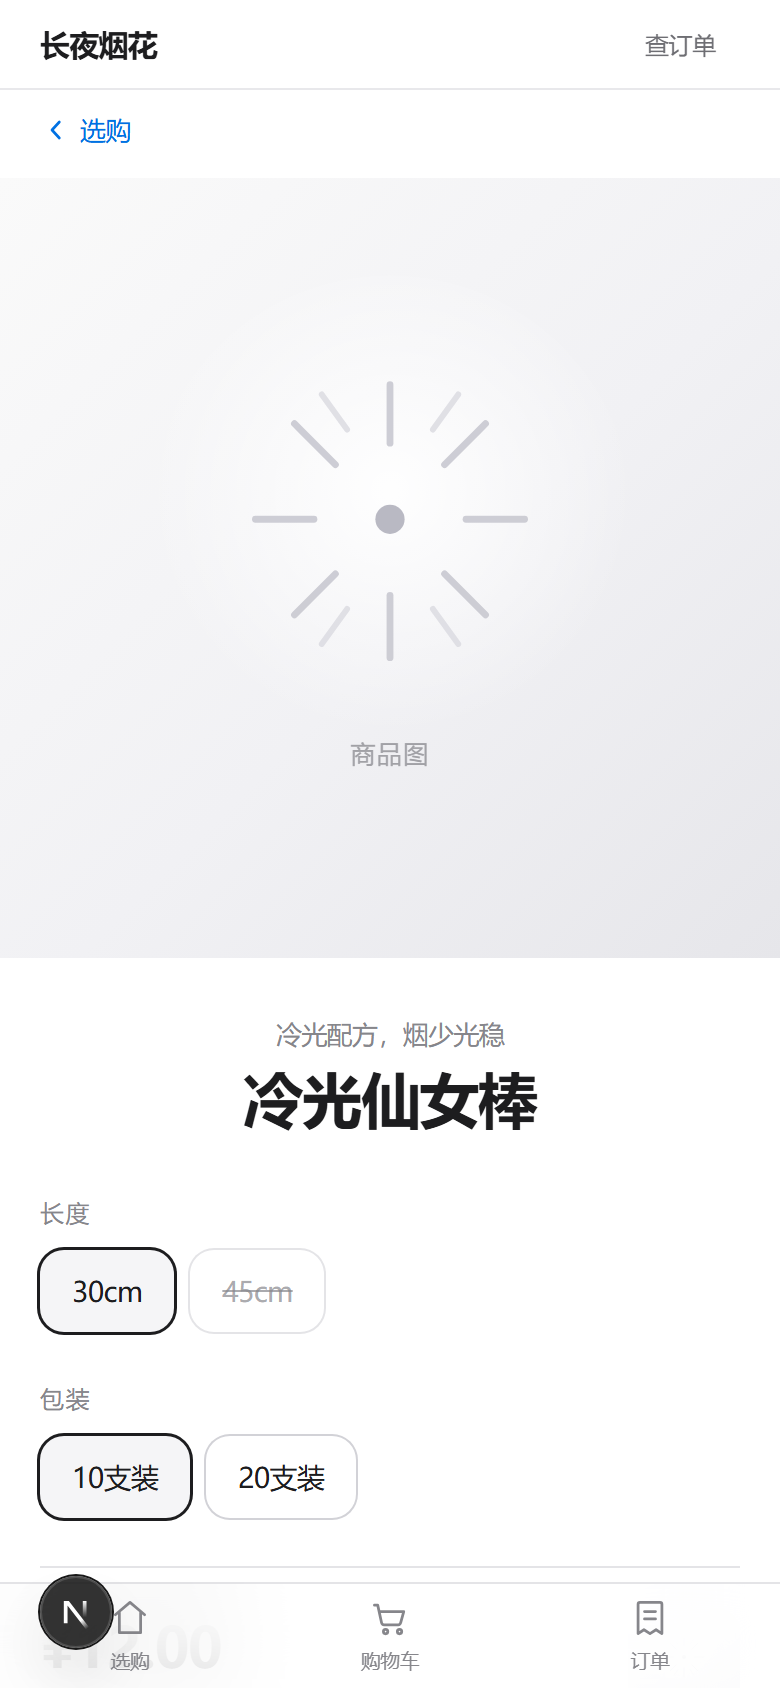 长夜烟花 查订单
选购
商品图
冷光配方，烟少光稳
冷光仙女棒
长度
30cm 45cm
包装
10支装 20支装
N
¥12.00
选购 购物车 订单